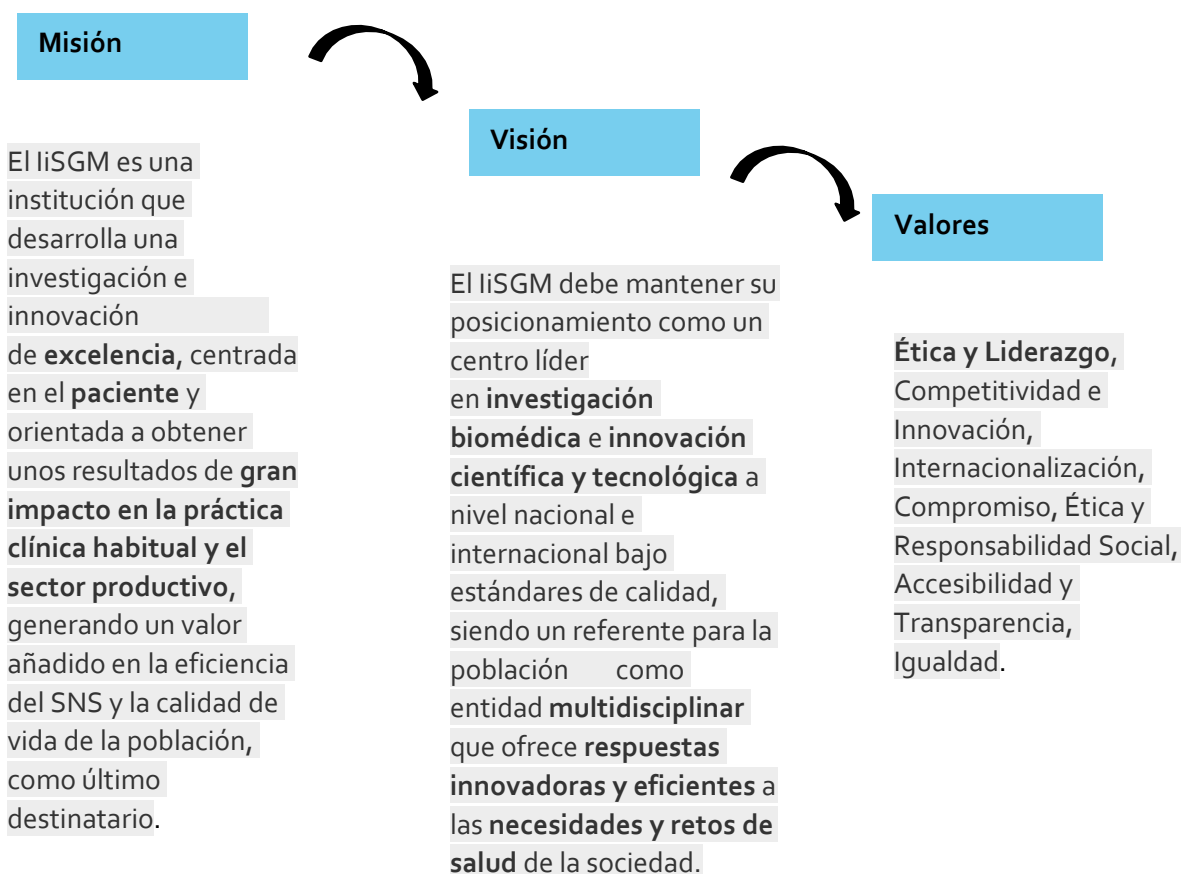 Misión
El IiSGM es una
institución que
desarrolla una
investigación e
innovación
de excelencia, centrada
en el paciente y
orientada a obtener
unos resultados de gran
impacto en la práctica
clínica habitual y el
sector productivo,
generando un valor
añadido en la eficiencia
del SNS y la calidad de
vida de la población,
como último
destinatario.
Visión
El IiSGM debe mantener su
posicionamiento como un
centro líder
en investigación
biomédica e innovación
científica y tecnológica a
nivel nacional e
internacional bajo
estándares de calidad,
siendo un referente para la
población como
entidad multidisciplinar
que ofrece respuestas
innovadoras y eficientes a
las necesidades y retos de
salud de la sociedad.
Valores
Ética y Liderazgo,
Competitividad e
Innovación,
Internacionalización,
Compromiso, Ética y
Responsabilidad Social,
Accesibilidad y
Transparencia,
Igualdad.